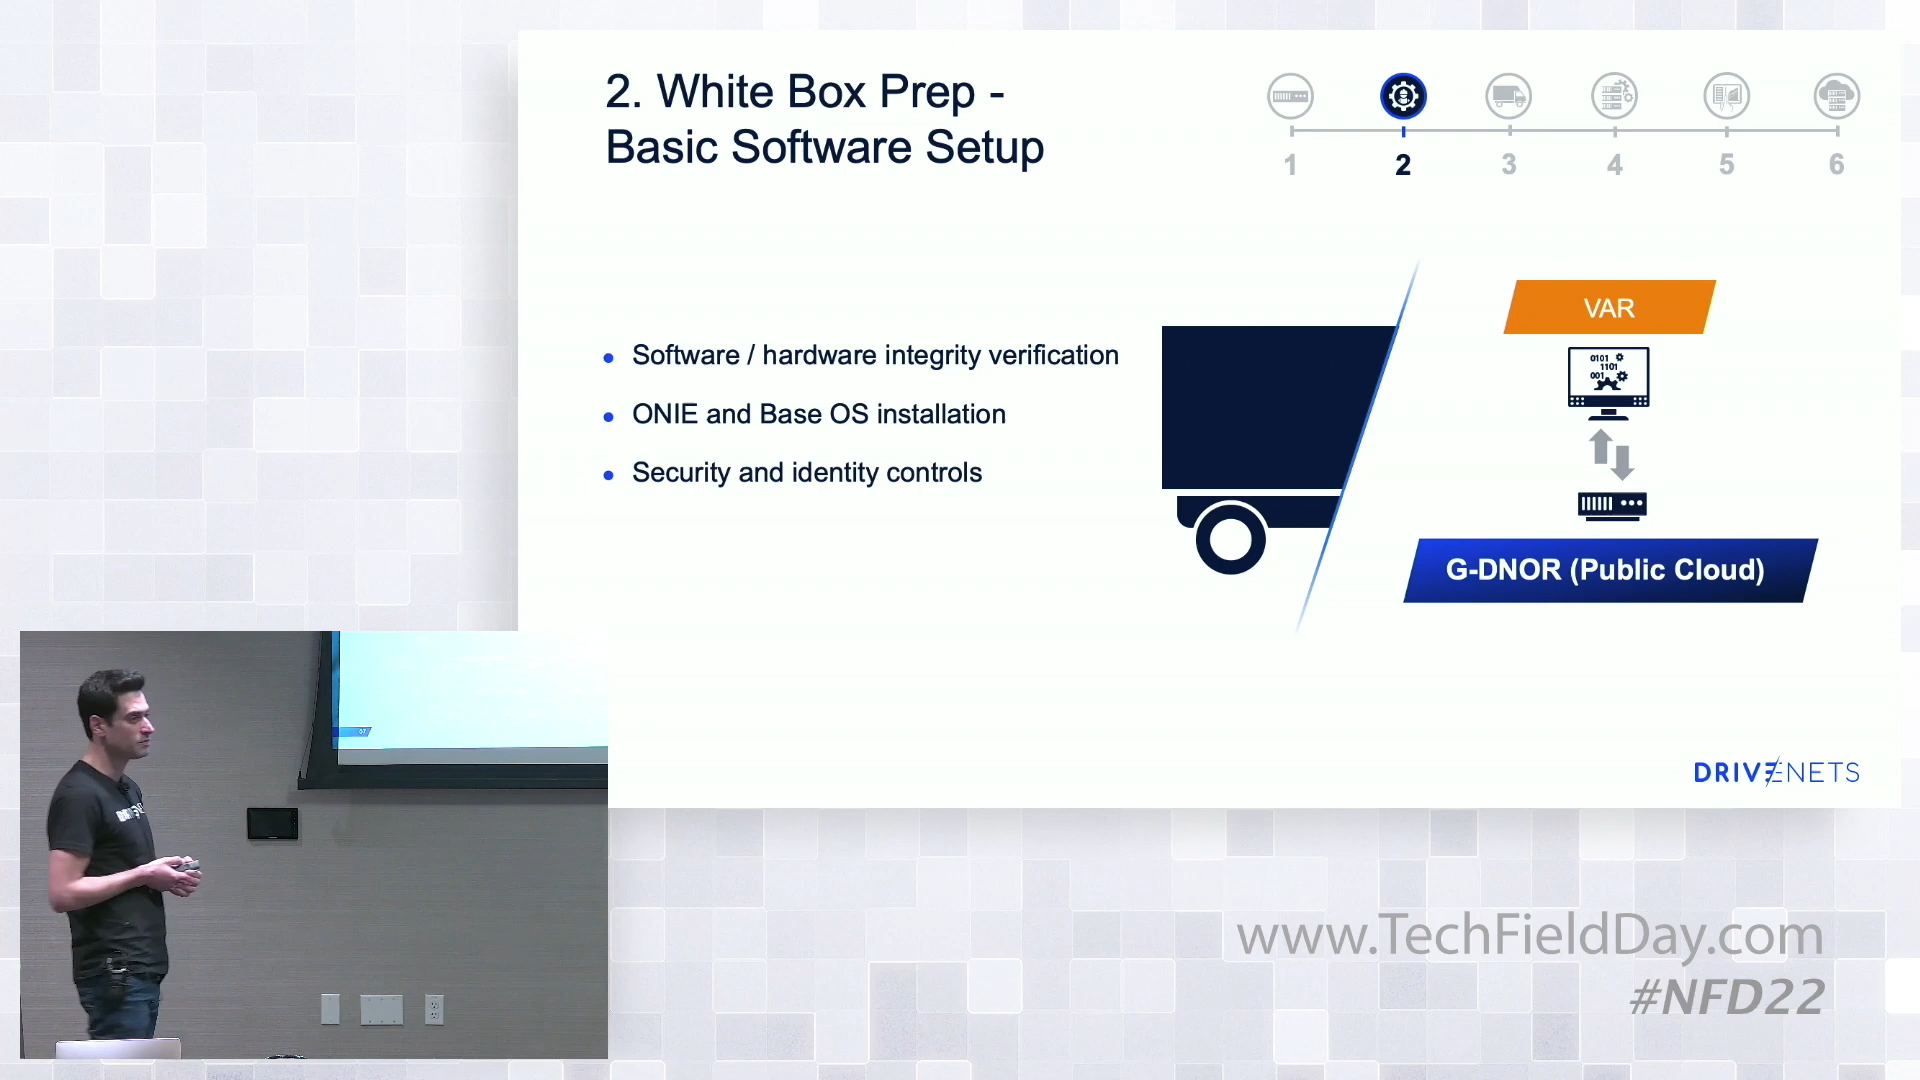 2. White Box Prep -
Basic Software Setup
1 2 3 4 5 6
• Software / hardware integrity verification
• ONIE and Base OS installation
• Security and identity controls
VAR
0101
1101
001
G-DNOR (Public Cloud)
DRIVENETS
www.TechFieldDay.com
#NFD22